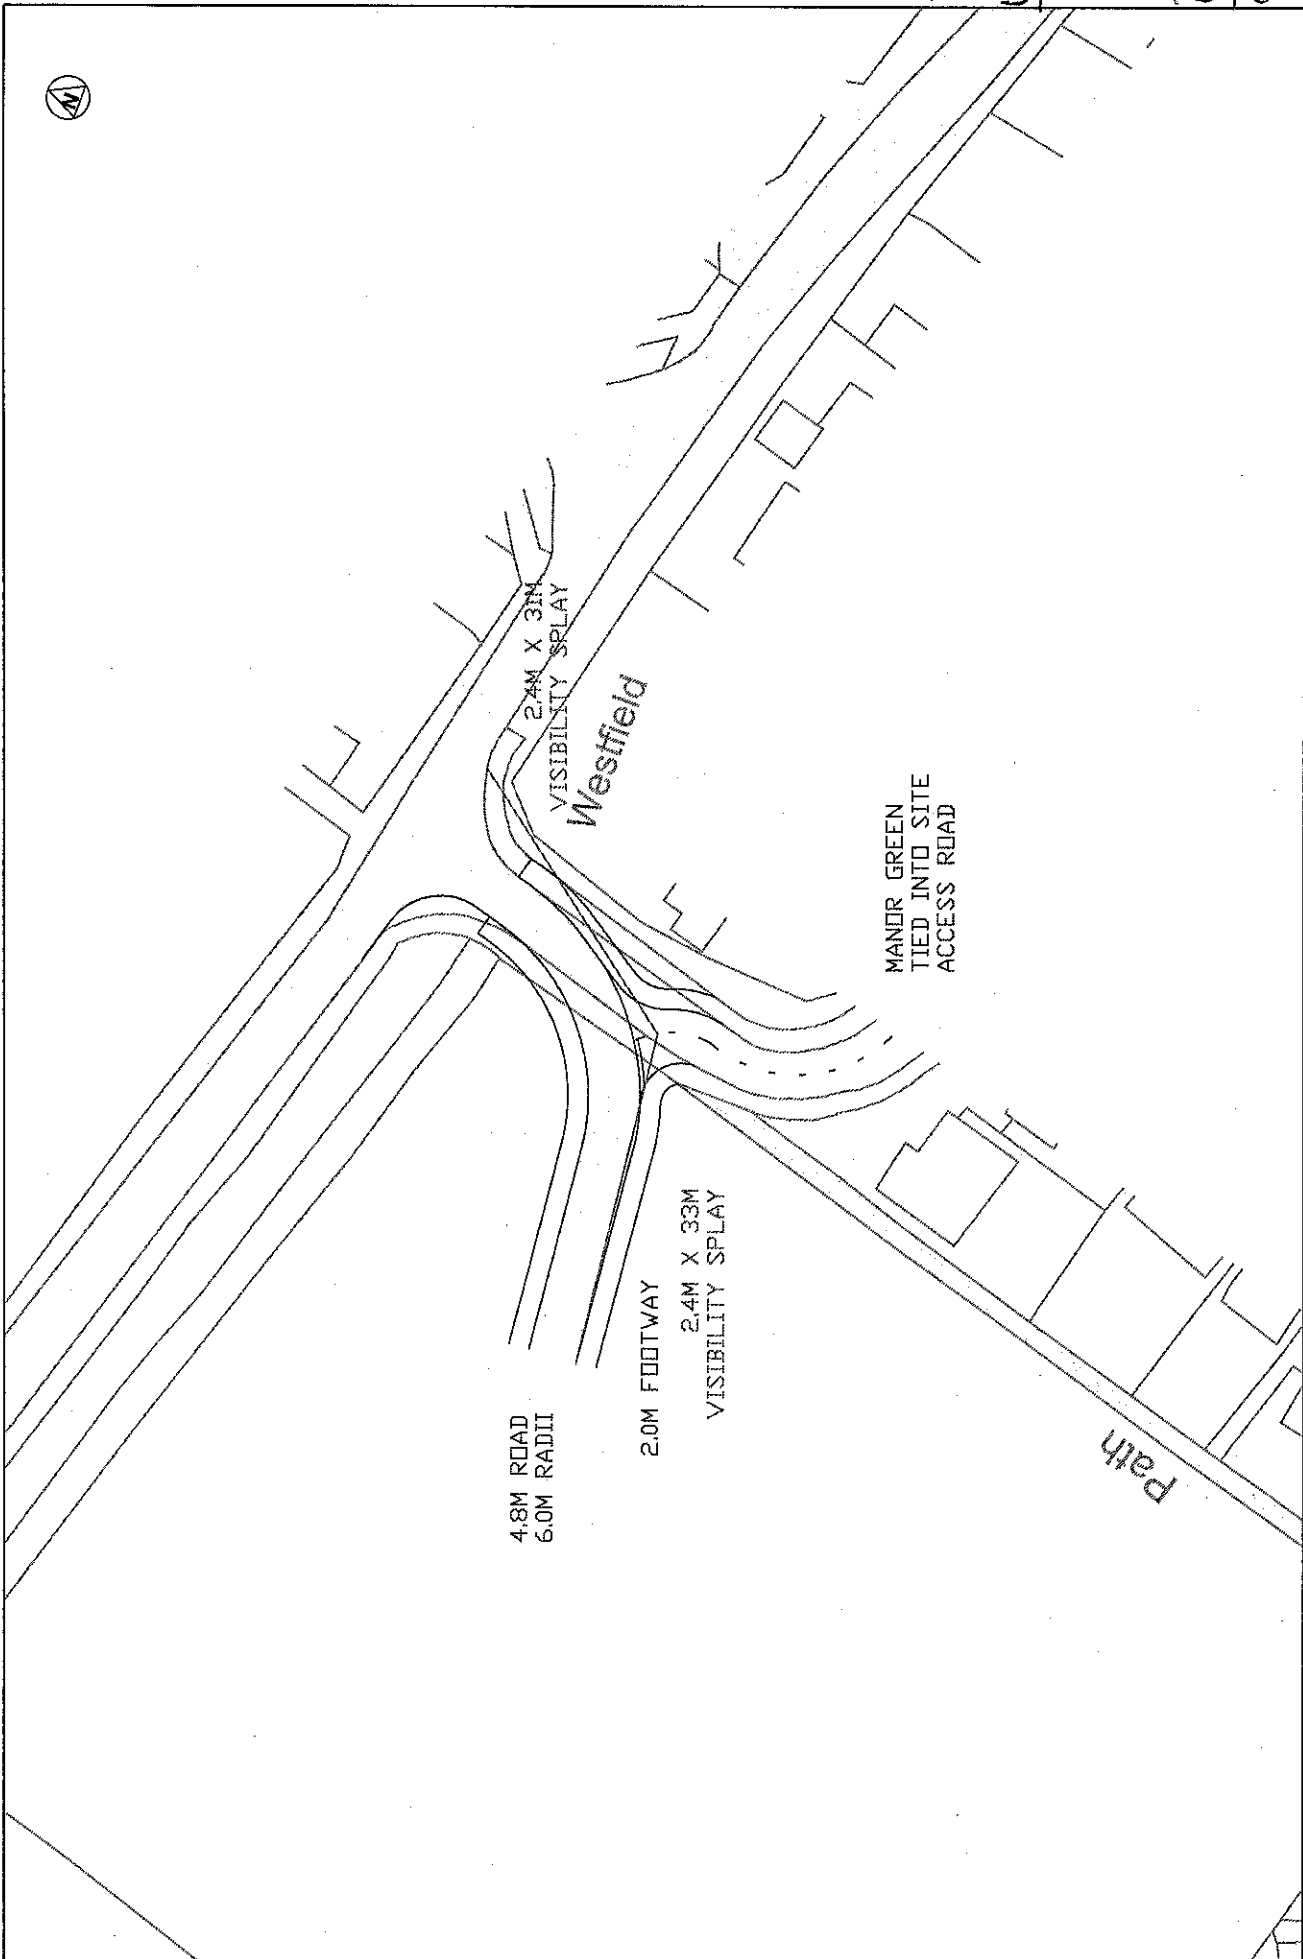 N
2.4M X 31M
VISIBILITY SPLAY
Westfield
MANOR GREEN
TIED INTO SITE
ACCESS ROAD
2.4M X 33M
VISIBILITY SPLAY
2.0M FOOTWAY
4.8M ROAD
6.0M RADII
Path